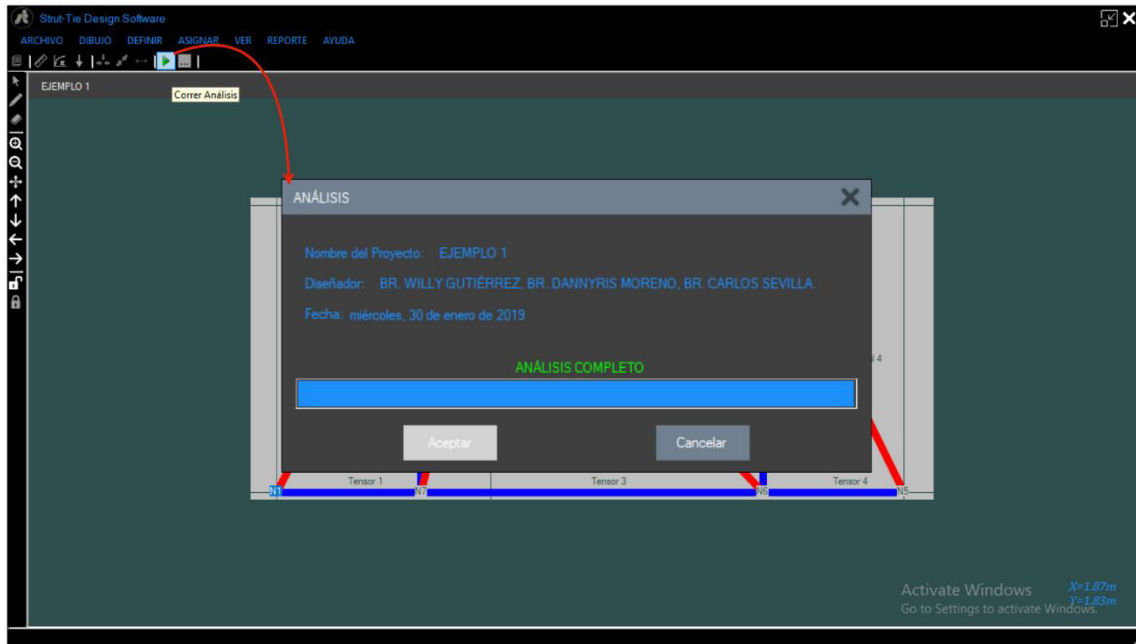 Strut-Tie Design Software
ARCHIVO DIBUJO DEFINIR ASIGNAR VER REPORTE AYUDA
EJEMPLO 1
Correr Análisis
ANÁLISIS
Nombre del Proyecto: EJEMPLO 1
Diseñador: BR. WILLY GUTIÉRREZ, BR. DANNYRIS MORENO, BR. CARLOS SEVILLA.
Fecha: miércoles, 30 de enero de 2019
4
ANÁLISIS COMPLETO
Aceptar Cancelar
Tensor 1 Tensor 3 Tensor 4
N1 N7 N6 N5
Activate Windows X=1.87m
Go to Settings to activate Windows. Y=1.83m